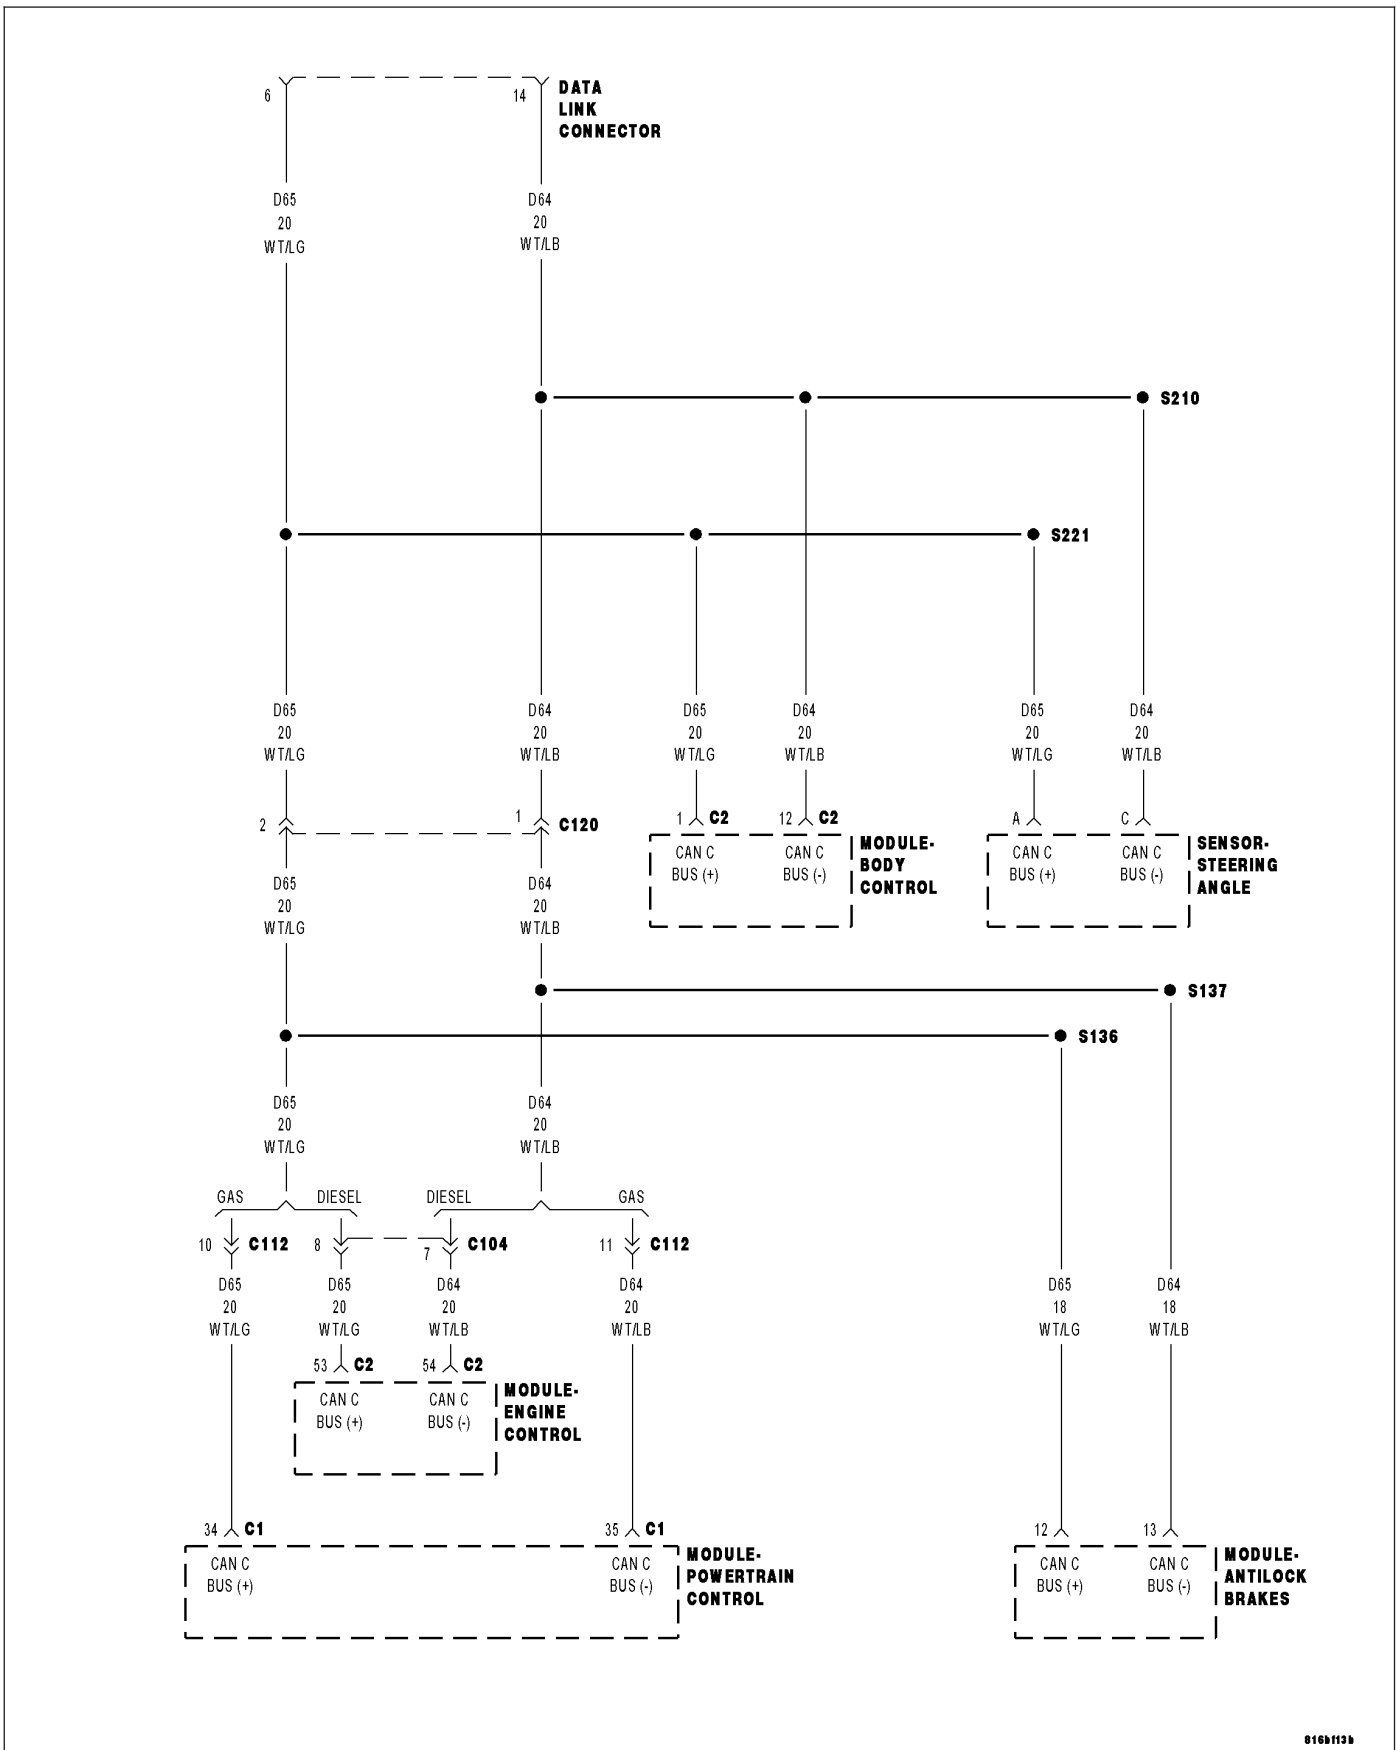 6
14
DATA
LINK
CONNECTOR
D65
20
WT/LG
D64
20
WT/LB
S210
S221
D65
20
WT/LG
D64
20
WT/LB
D65
20
WT/LG
D64
20
WT/LB
D65
20
WT/LG
D64
20
WT/LB
2
1
C120
1 C2
12 C2
A
C
CAN C
BUS (+)
CAN C
BUS (-)
MODULE-
BODY
CONTROL
CAN C
BUS (+)
CAN C
BUS (-)
SENSOR-
STEERING
ANGLE
D65
20
WT/LG
D64
20
WT/LB
S137
S136
D65
20
WT/LG
D64
20
WT/LB
GAS
DIESEL
DIESEL
GAS
10 C112
8
7 C104
11 C112
D65
20
WT/LG
D65
20
WT/LG
D64
20
WT/LB
D64
20
WT/LB
D65
18
WT/LG
D64
18
WT/LB
53 C2
54 C2
CAN C
BUS (+)
CAN C
BUS (-)
MODULE-
ENGINE
CONTROL
34 C1
35 C1
12
13
CAN C
BUS (+)
CAN C
BUS (-)
MODULE-
POWERTRAIN
CONTROL
CAN C
BUS (+)
CAN C
BUS (-)
MODULE-
ANTILOCK
BRAKES
816bf13b